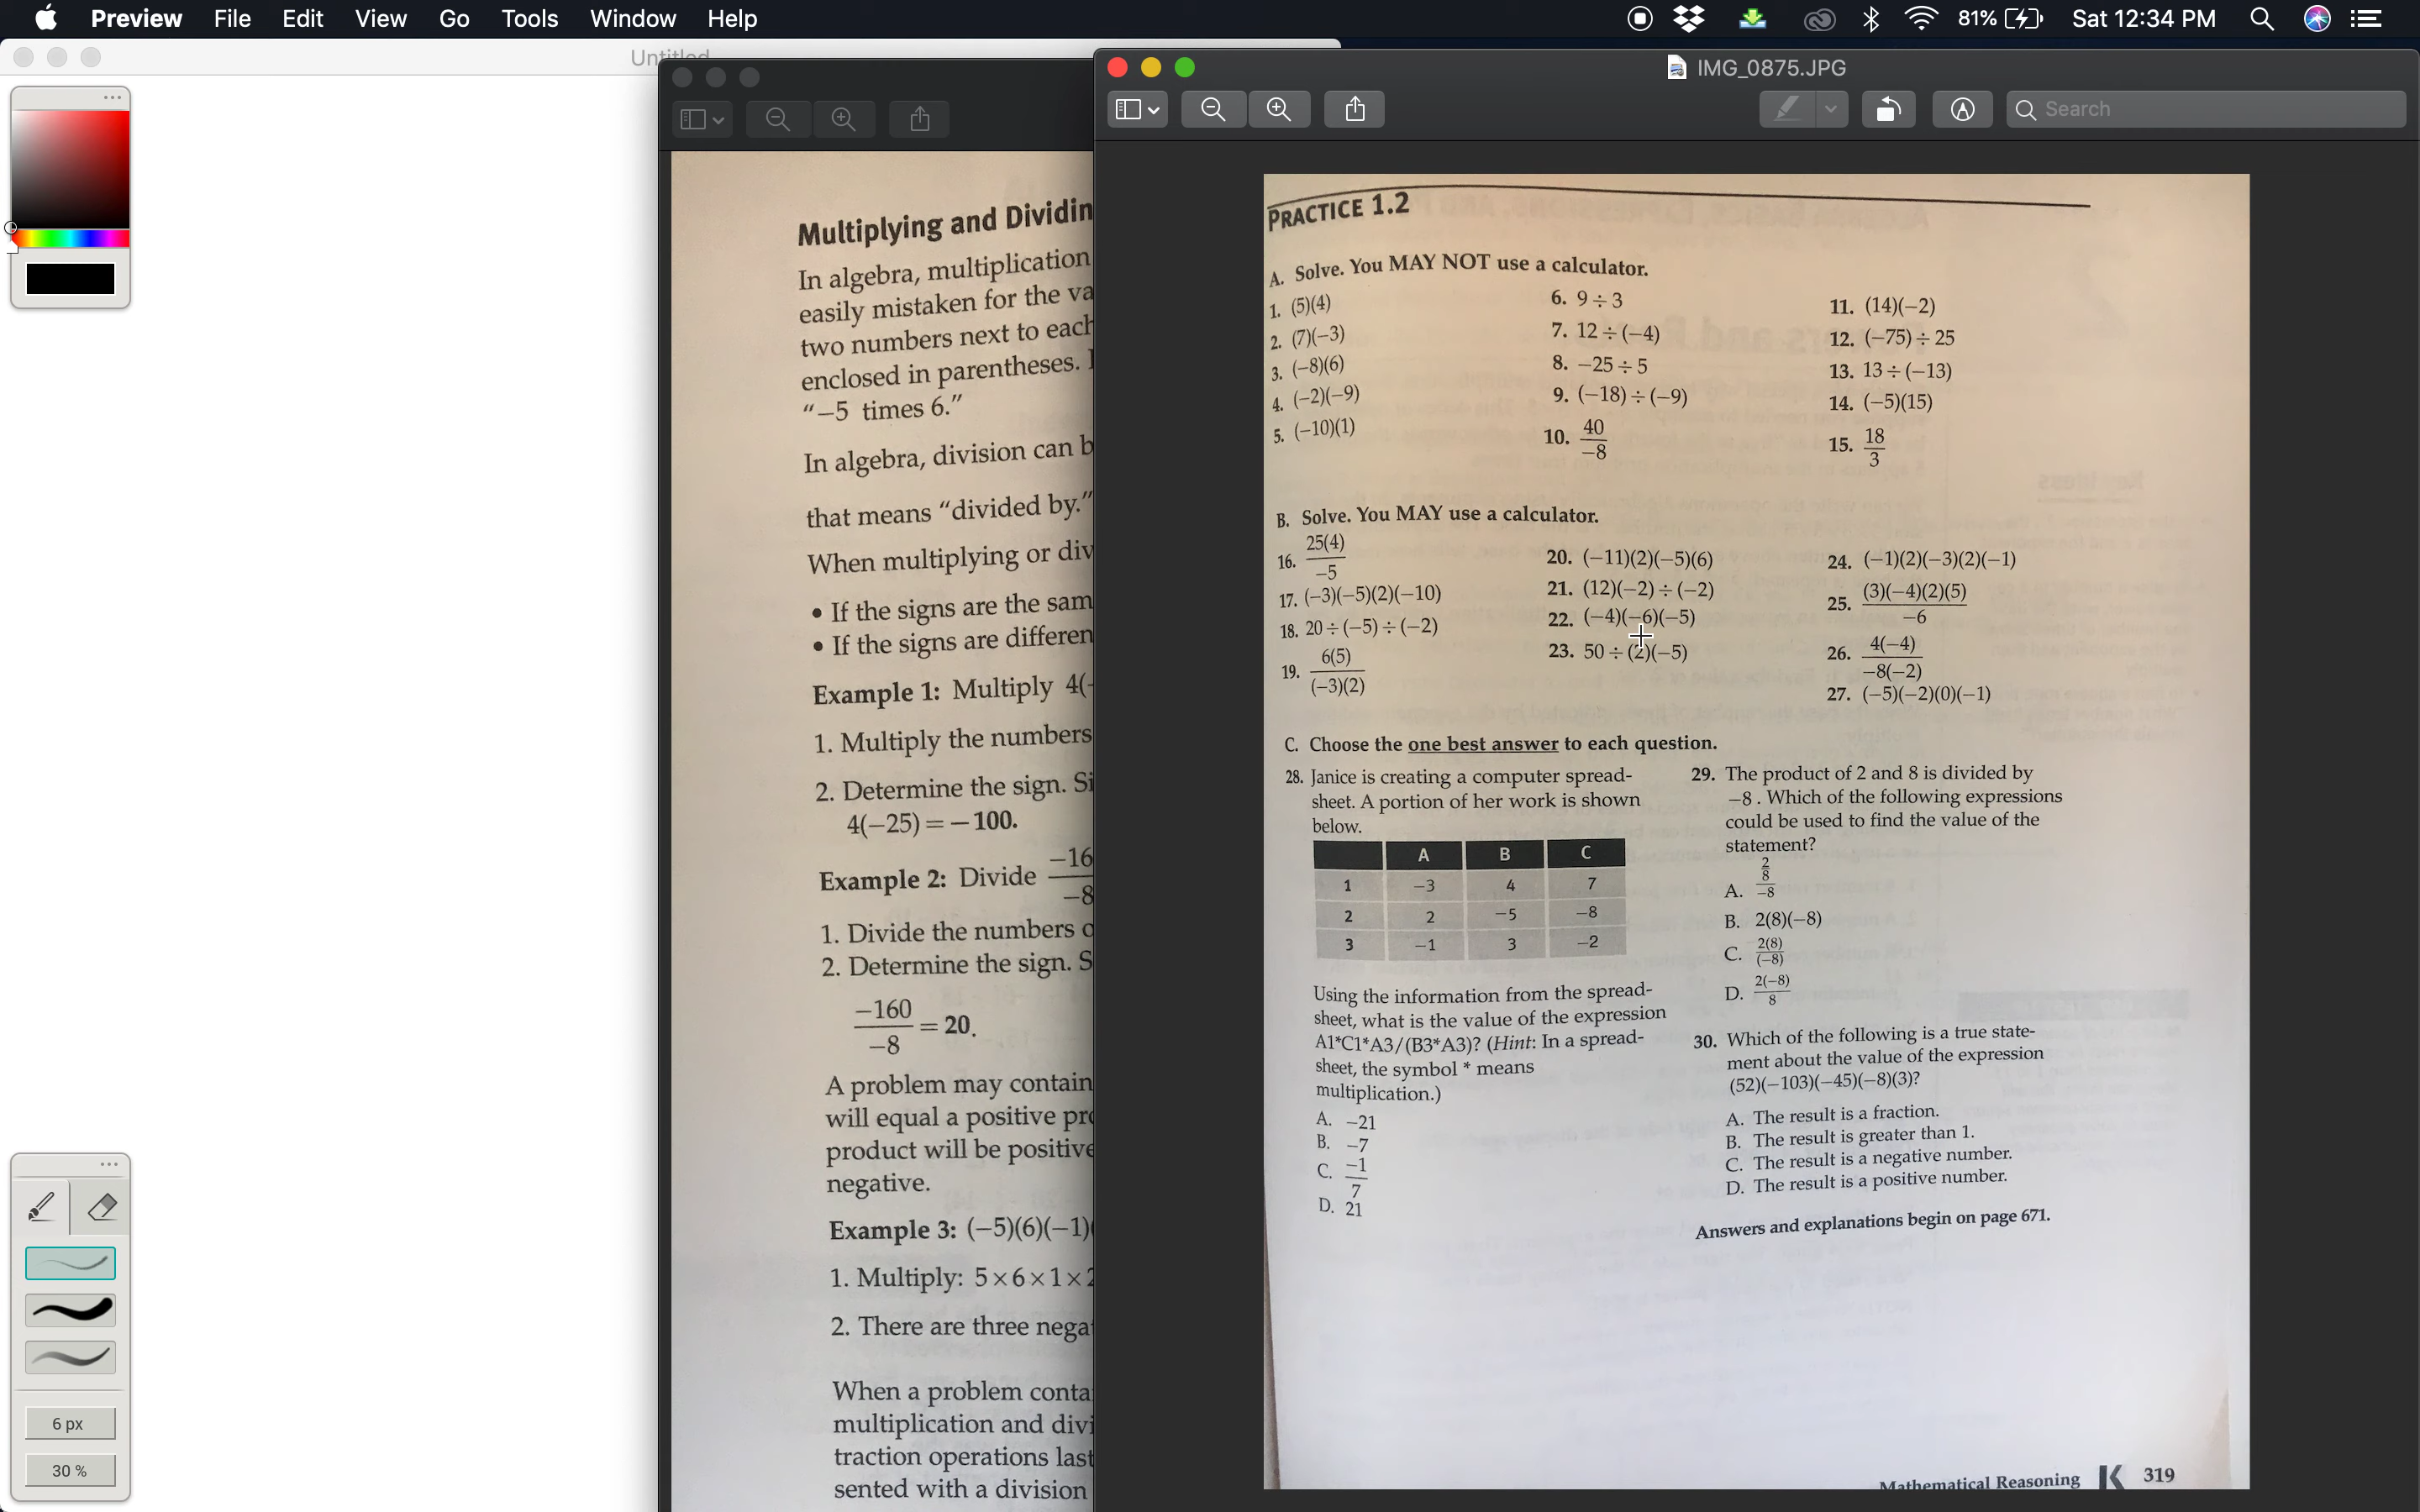 Preview File Edit View Go Tools Window Help 81% Sat 12:34 PM
Untitled
IMG_0875.JPG
Search
6 px
30 %
Multiplying and Dividin
In algebra, multiplication
easily mistaken for the va
two numbers next to each
enclosed in parentheses.
“−5 times 6.”
In algebra, division can b
that means “divided by.”
When multiplying or div
• If the signs are the sam
• If the signs are differen
Example 1: Multiply 4(-
1. Multiply the numbers
2. Determine the sign. Si
4(−25) = −100.
Example 2: Divide −16
−8
1. Divide the numbers o
2. Determine the sign. S
−160
−8
= 20.
A problem may contain
will equal a positive pro
product will be positive
negative.
Example 3: (−5)(6)(−1)(
1. Multiply: 5×6×1×2
2. There are three nega
When a problem conta
multiplication and divi
traction operations last
sented with a division
PRACTICE 1.2
A. Solve. You MAY NOT use a calculator.
1. (5)(4)
2. (7)(−3)
3. (−8)(6)
4. (−2)(−9)
5. (−10)(1)
6. 9 ÷ 3
7. 12 ÷ (−4)
8. −25 ÷ 5
9. (−18) ÷ (−9)
10. 40
−8
11. (14)(−2)
12. (−75) ÷ 25
13. 13 ÷ (−13)
14. (−5)(15)
15. 18
3
B. Solve. You MAY use a calculator.
16. 25(4)
−5
17. (−3)(−5)(2)(−10)
18. 20 ÷ (−5) ÷ (−2)
19. 6(5)
(−3)(2)
20. (−11)(2)(−5)(6)
21. (12)(−2) ÷ (−2)
22. (−4)(−6)(−5)
23. 50 ÷ (2)(−5)
24. (−1)(2)(−3)(2)(−1)
25. (3)(−4)(2)(5)
−6
26. 4(−4)
−8(−2)
27. (−5)(−2)(0)(−1)
C. Choose the one best answer to each question.
28. Janice is creating a computer spread-
sheet. A portion of her work is shown
below.
A B C
1 −3 4 7
2 2 −5 −8
3 −1 3 −2
Using the information from the spread-
sheet, what is the value of the expression
A1*C1*A3/(B3*A3)? (Hint: In a spread-
sheet, the symbol * means
multiplication.)
A. −21
B. −7
C. −1
7
D. 21
29. The product of 2 and 8 is divided by
−8. Which of the following expressions
could be used to find the value of the
statement?
A. 2
8
−8
B. 2(8)(−8)
C. 2(8)
(−8)
D. 2(−8)
8
30. Which of the following is a true state-
ment about the value of the expression
(52)(−103)(−45)(−8)(3)?
A. The result is a fraction.
B. The result is greater than 1.
C. The result is a negative number.
D. The result is a positive number.
Answers and explanations begin on page 671.
Mathematical Reasoning K 319